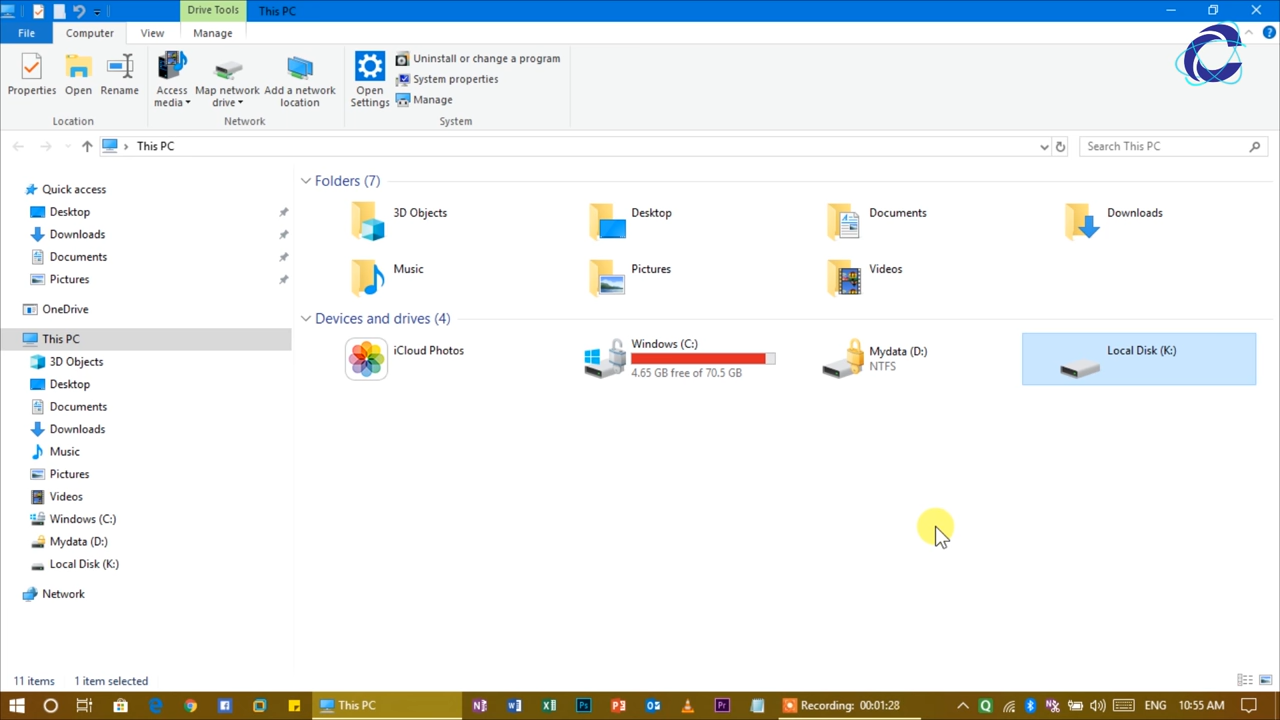 Drive Tools This PC
File Computer View Manage
Properties
Open
Rename
Access media
Map network drive
Add a network location
Open Settings
Uninstall or change a program
System properties
Manage
Location
Network
System
This PC
Search This PC
Quick access
Desktop
Downloads
Documents
Pictures
OneDrive
This PC
3D Objects
Desktop
Documents
Downloads
Music
Pictures
Videos
Windows (C:)
Mydata (D:)
Local Disk (K:)
Network
Folders (7)
3D Objects
Desktop
Documents
Downloads
Music
Pictures
Videos
Devices and drives (4)
iCloud Photos
Windows (C:)
4.65 GB free of 70.5 GB
Mydata (D:)
NTFS
Local Disk (K:)
11 items 1 item selected
This PC
Recording: 00:01:28
ENG 10:55 AM